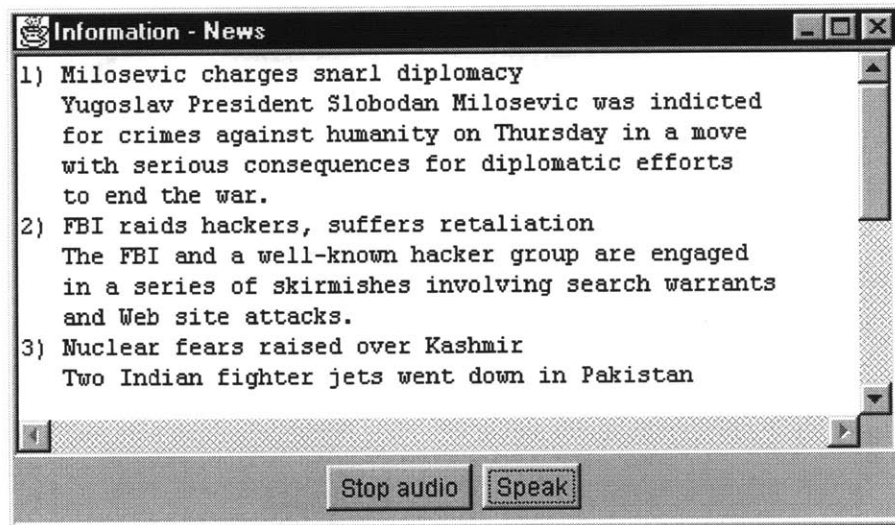 Information - News
1) Milosevic charges snarl diplomacy
Yugoslav President Slobodan Milosevic was indicted
for crimes against humanity on Thursday in a move
with serious consequences for diplomatic efforts
to end the war.
2) FBI raids hackers, suffers retaliation
The FBI and a well-known hacker group are engaged
in a series of skirmishes involving search warrants
and Web site attacks.
3) Nuclear fears raised over Kashmir
Two Indian fighter jets went down in Pakistan
Stop audio Speak